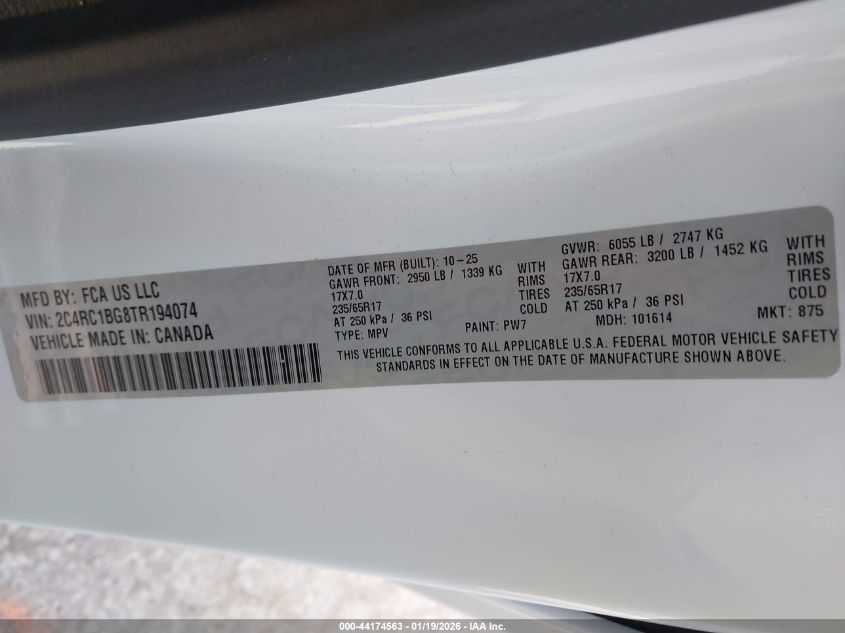 MFD BY: FCA US LLC
VIN: 2C4RC1BG8TR194074
VEHICLE MADE IN: CANADA
DATE OF MFR (BUILT): 10-25
GAWR FRONT: 2950 LB / 1339 KG WITH
17X7.0 RIMS
235/65R17 TIRES
AT 250 kPa / 36 PSI COLD
TYPE: MPV PAINT: PW7
GVWR: 6055 LB / 2747 KG
GAWR REAR: 3200 LB / 1452 KG WITH
17X7.0 RIMS
235/65R17 TIRES
AT 250 kPa / 36 PSI COLD
MDH: 101614 MKT: 875
THIS VEHICLE CONFORMS TO ALL APPLICABLE U.S.A. FEDERAL MOTOR VEHICLE SAFETY
STANDARDS IN EFFECT ON THE DATE OF MANUFACTURE SHOWN ABOVE.
000-44174563 - 01/19/2026 - IAA Inc.